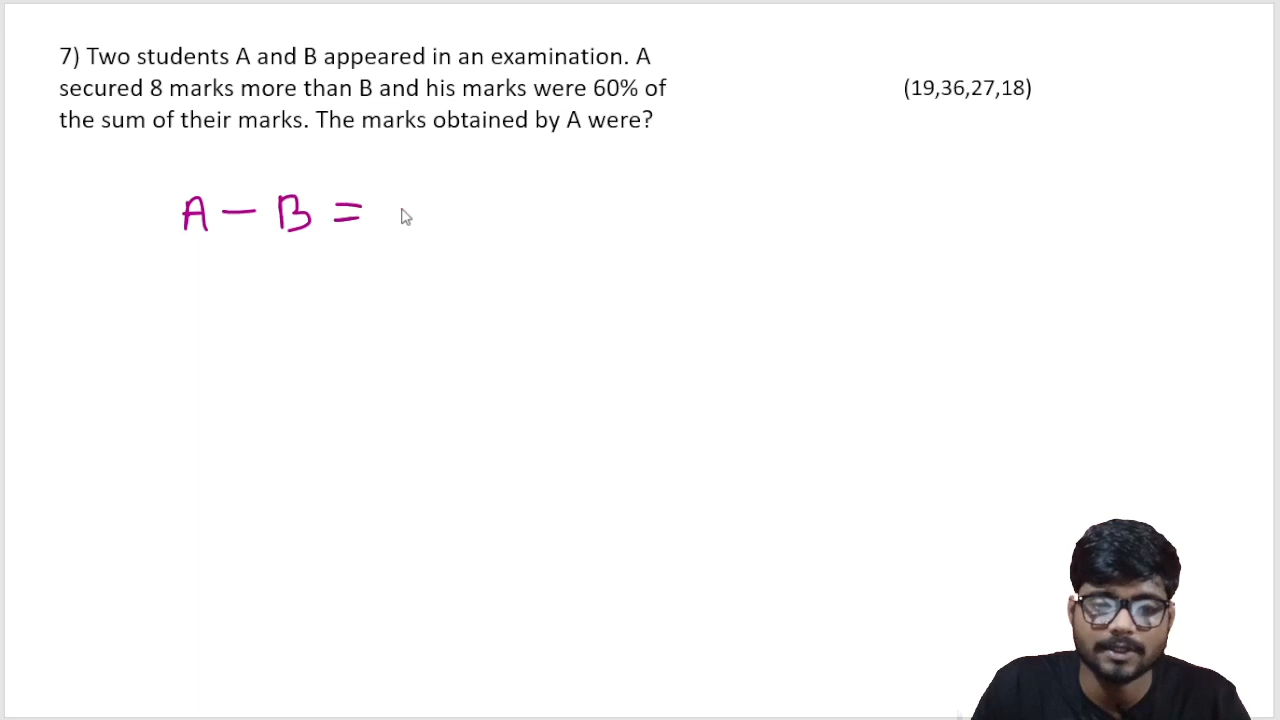 7) Two students A and B appeared in an examination. A
secured 8 marks more than B and his marks were 60% of
the sum of their marks. The marks obtained by A were?
(19,36,27,18)
A - B =